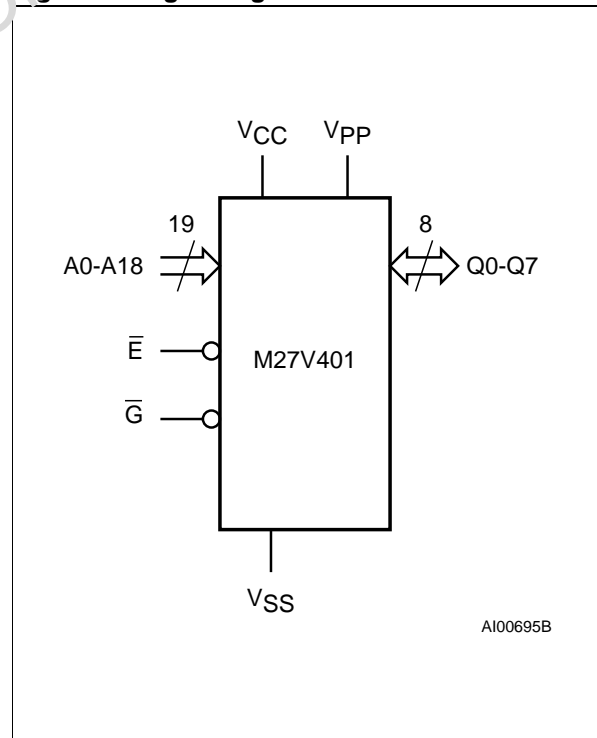 VCC VPP
19 8
A0-A18 Q0-Q7
E̅ M27V401
G̅
VSS
AI00695B